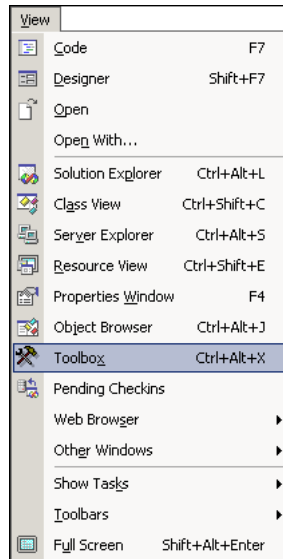 View
Code F7
Designer Shift+F7
Open
Open With...
Solution Explorer Ctrl+Alt+L
Class View Ctrl+Shift+C
Server Explorer Ctrl+Alt+S
Resource View Ctrl+Shift+E
Properties Window F4
Object Browser Ctrl+Alt+J
Toolbox Ctrl+Alt+X
Pending Checkins
Web Browser
Other Windows
Show Tasks
Toolbars
Full Screen Shift+Alt+Enter